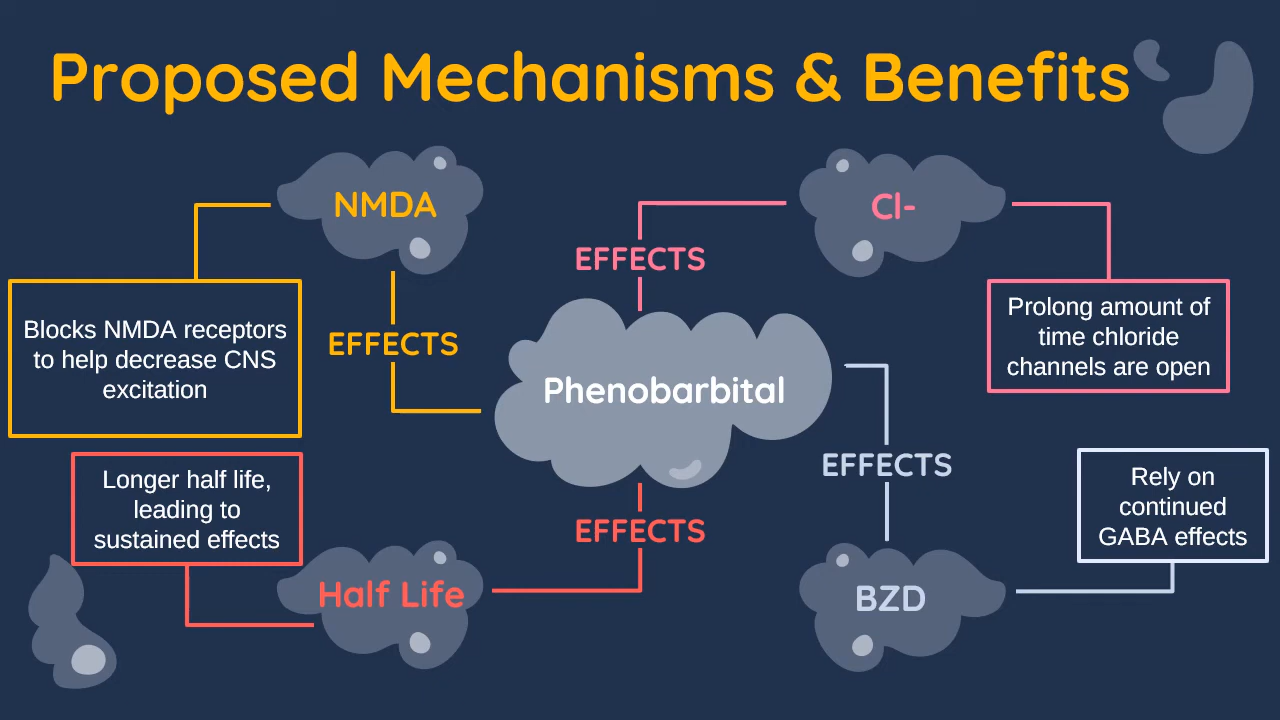 Proposed Mechanisms & Benefits
NMDA
Cl-
EFFECTS
EFFECTS
Blocks NMDA receptors
to help decrease CNS
excitation
Prolong amount of
time chloride
channels are open
Phenobarbital
Longer half life,
leading to
sustained effects
EFFECTS
EFFECTS
Rely on
continued
GABA effects
Half Life
BZD